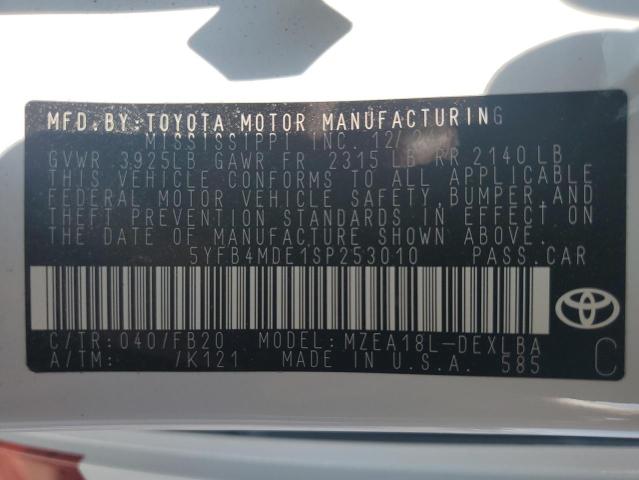 MFD.BY:TOYOTA MOTOR MANUFACTURING
MISSISSIPPI INC.
GVWR 3925LB GAWR FR 2315 LB RR 2140 LB
THIS VEHICLE CONFORMS TO ALL APPLICABLE
FEDERAL MOTOR VEHICLE SAFETY,BUMPER,AND
THEFT PREVENTION STANDARDS IN EFFECT ON
THE DATE OF MANUFACTURE SHOWN ABOVE.
5YFB4MDE1SP253010 PASS.CAR
C/TR:040/FB20 MODEL:MZEA18L-DEXLBA
A/TM: /K121 MADE IN U.S.A. 585
C